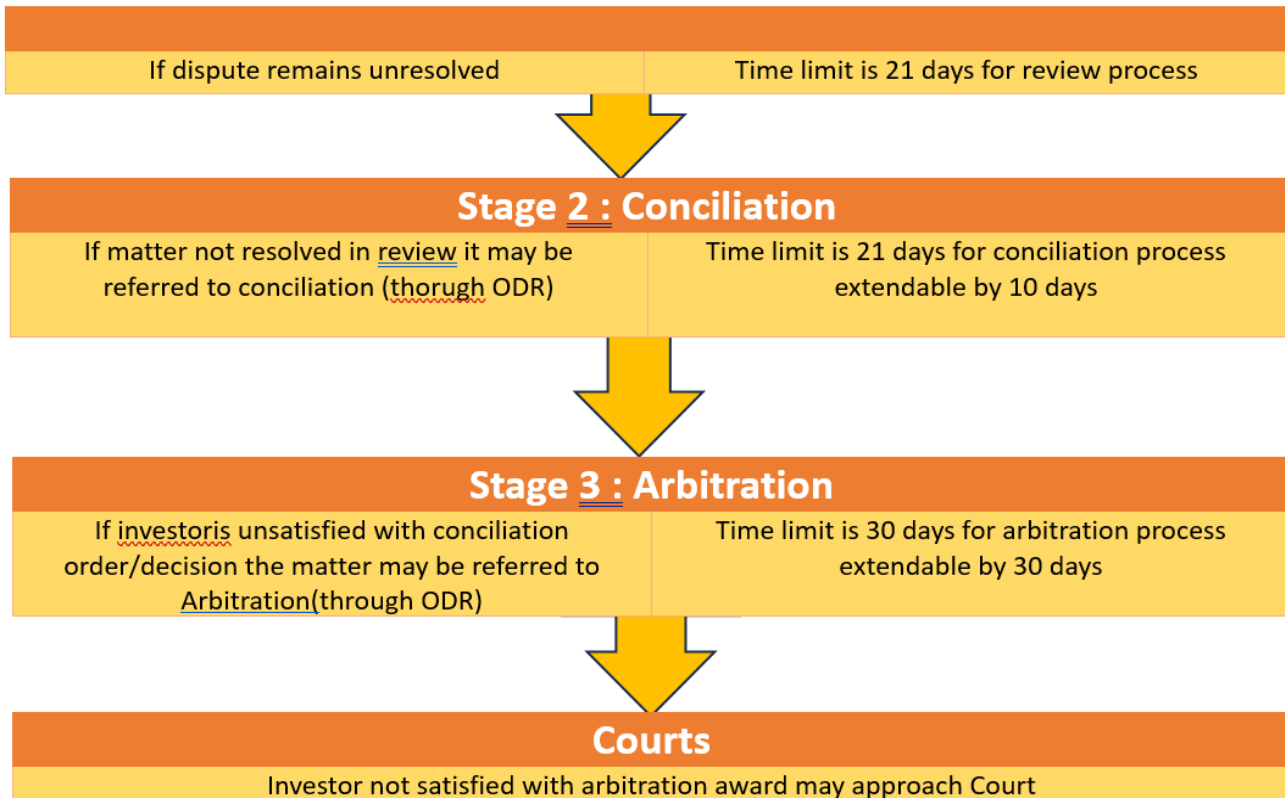 If dispute remains unresolved
Time limit is 21 days for review process
Stage 2 : Conciliation
If matter not resolved in review it may be
referred to conciliation (thorugh ODR)
Time limit is 21 days for conciliation process
extendable by 10 days
Stage 3 : Arbitration
If investoris unsatisfied with conciliation
order/decision the matter may be referred to
Arbitration(through ODR)
Time limit is 30 days for arbitration process
extendable by 30 days
Courts
Investor not satisfied with arbitration award may approach Court